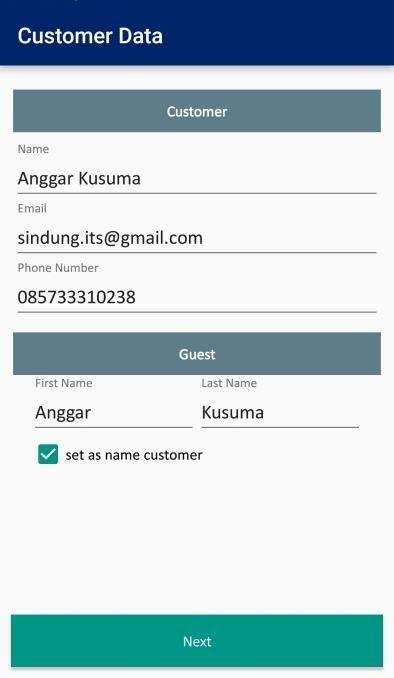 Customer Data
Customer
Name
Anggar Kusuma
Email
sindung.its@gmail.com
Phone Number
085733310238
Guest
First Name Last Name
Anggar Kusuma
set as name customer
Next